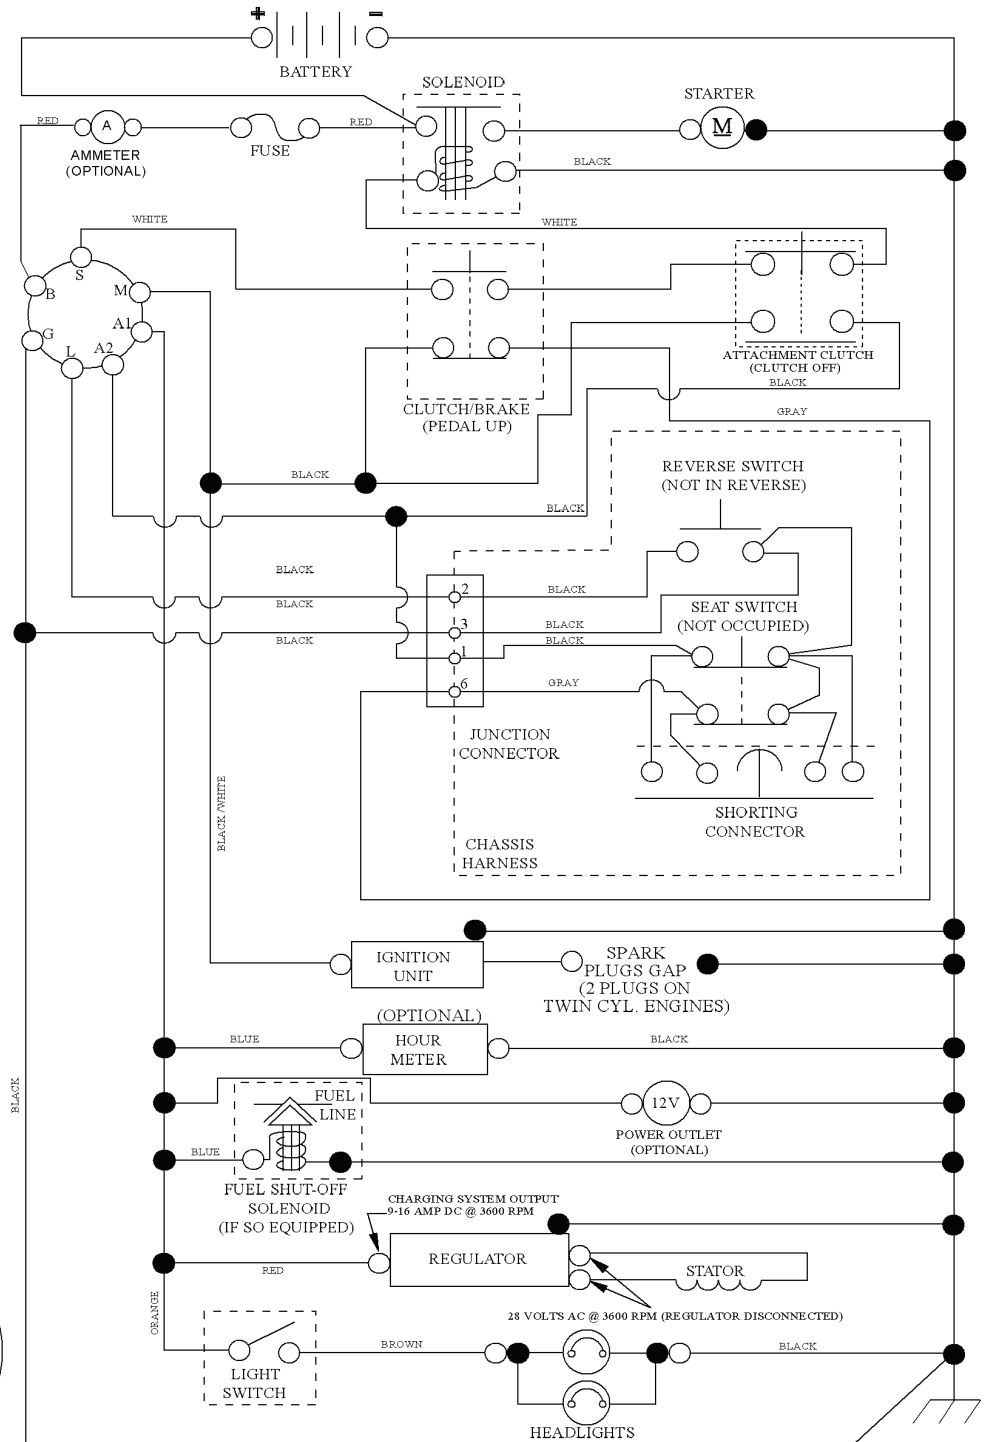 + −
BATTERY
SOLENOID
STARTER
RED
A
RED
M
AMMETER
(OPTIONAL)
FUSE
BLACK
WHITE
WHITE
S
B
M
A1
G
L
A2
ATTACHMENT CLUTCH
(CLUTCH OFF)
BLACK
CLUTCH/BRAKE
(PEDAL UP)
GRAY
REVERSE SWITCH
(NOT IN REVERSE)
BLACK
BLACK
BLACK
2
BLACK
BLACK
SEAT SWITCH
(NOT OCCUPIED)
3
BLACK
BLACK
BLACK
1
6
GRAY
JUNCTION
CONNECTOR
BLACK/WHITE
SHORTING
CONNECTOR
CHASSIS
HARNESS
IGNITION
UNIT
SPARK
PLUGS GAP
(2 PLUGS ON
TWIN CYL. ENGINES)
(OPTIONAL)
HOUR
METER
BLUE
BLACK
BLACK
FUEL
LINE
12V
POWER OUTLET
(OPTIONAL)
BLUE
FUEL SHUT-OFF
SOLENOID
(IF SO EQUIPPED)
CHARGING SYSTEM OUTPUT
9-16 AMP DC @ 3600 RPM
REGULATOR
RED
STATOR
ORANGE
28 VOLTS AC @ 3600 RPM (REGULATOR DISCONNECTED)
BROWN
BLACK
LIGHT
SWITCH
HEADLIGHTS